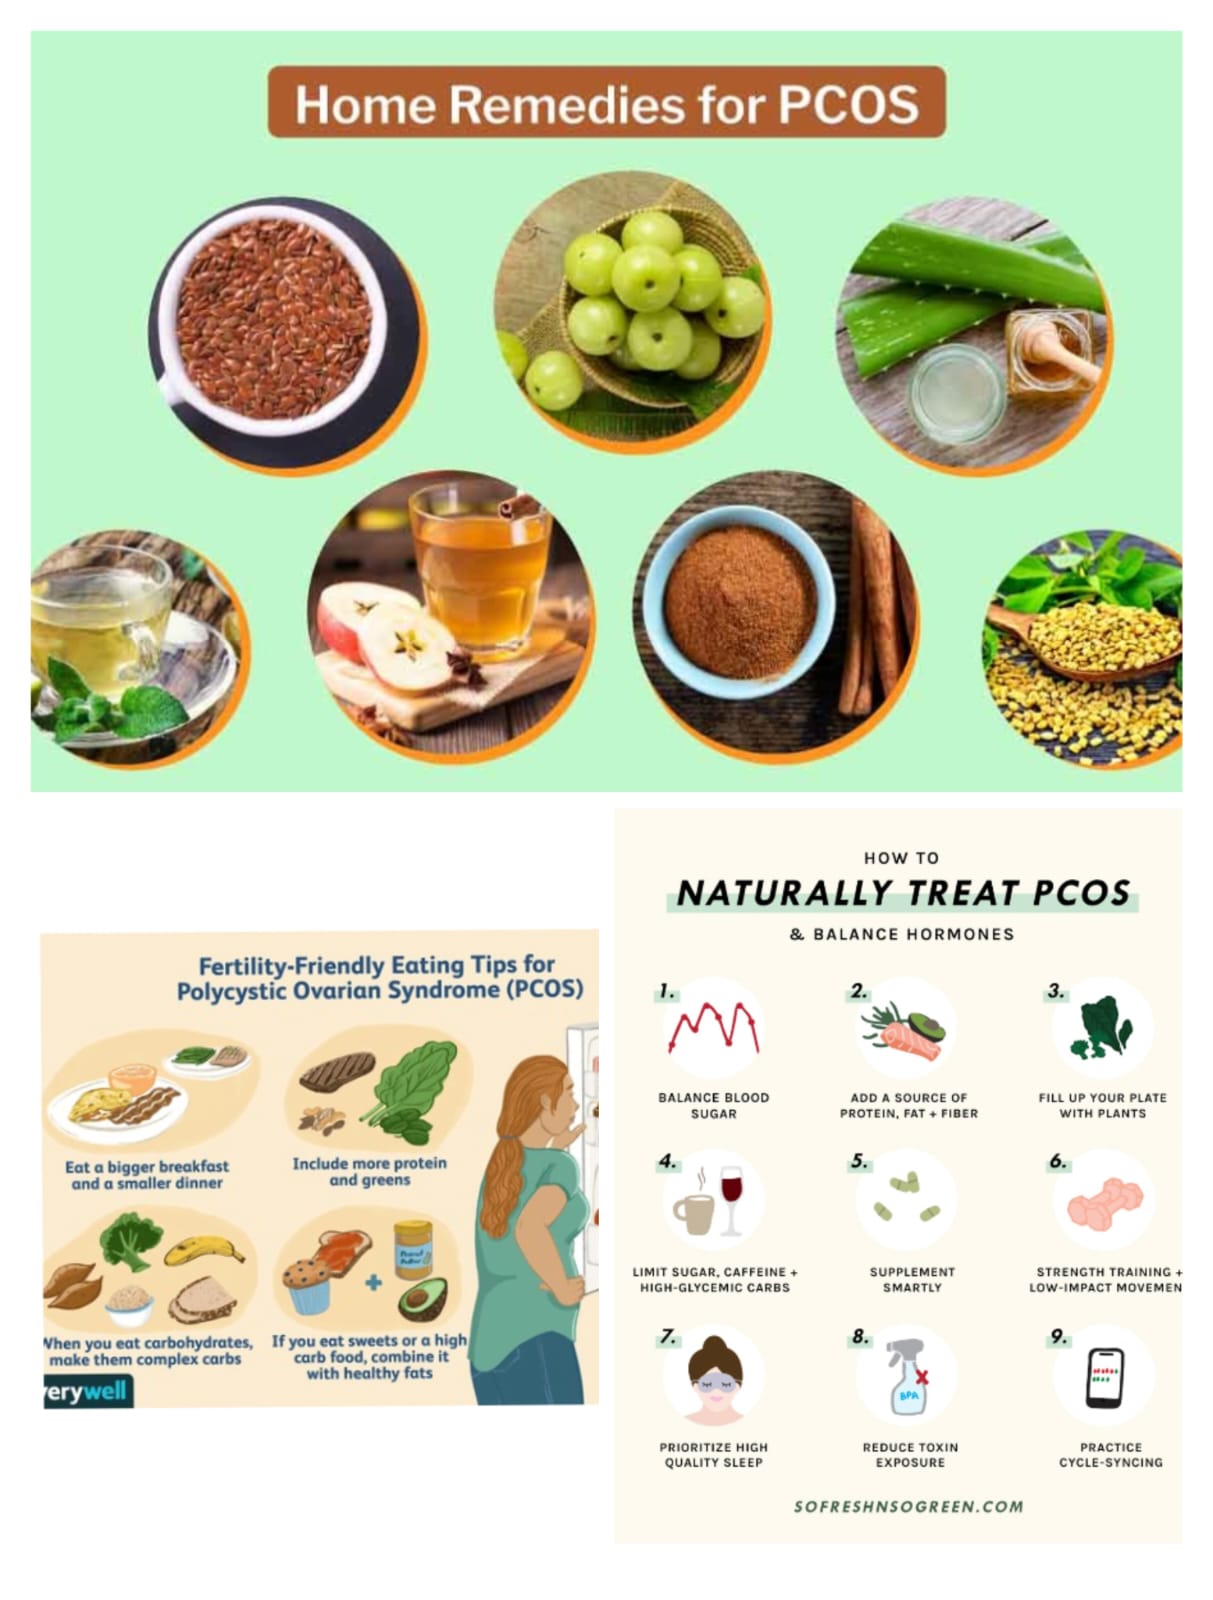 Home Remedies for PCOS
Fertility-Friendly Eating Tips for
Polycystic Ovarian Syndrome (PCOS)
Eat a bigger breakfast
and a smaller dinner
Include more protein
and greens
When you eat carbohydrates,
make them complex carbs
Peanut
Butter
If you eat sweets or a high
carb food, combine it
with healthy fats
verywell
HOW TO
NATURALLY TREAT PCOS
& BALANCE HORMONES
1.
BALANCE BLOOD
SUGAR
2.
ADD A SOURCE OF
PROTEIN, FAT + FIBER
3.
FILL UP YOUR PLATE
WITH PLANTS
4.
LIMIT SUGAR, CAFFEINE +
HIGH-GLYCEMIC CARBS
5.
SUPPLEMENT
SMARTLY
6.
STRENGTH TRAINING +
LOW-IMPACT MOVEMEN
7.
PRIORITIZE HIGH
QUALITY SLEEP
8.
BPA
REDUCE TOXIN
EXPOSURE
9.
PRACTICE
CYCLE-SYNCING
SOFRESHNSOGREEN.COM